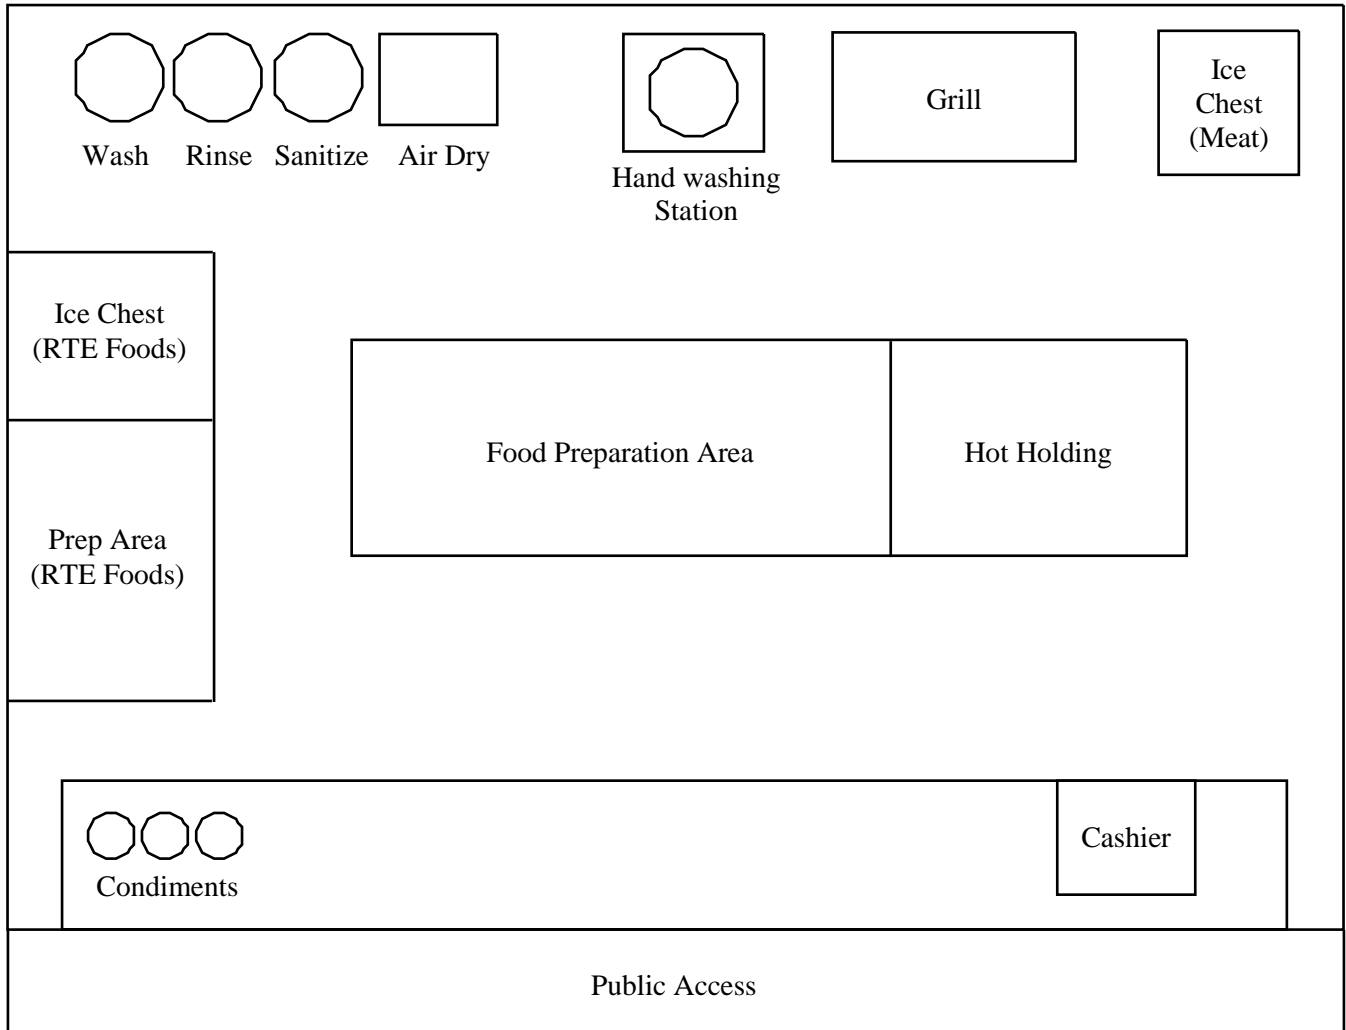 Wash
Rinse
Sanitize
Air Dry
Hand washing
Station
Grill
Ice
Chest
(Meat)
Ice Chest
(RTE Foods)
Food Preparation Area
Hot Holding
Prep Area
(RTE Foods)
Condiments
Cashier
Public Access